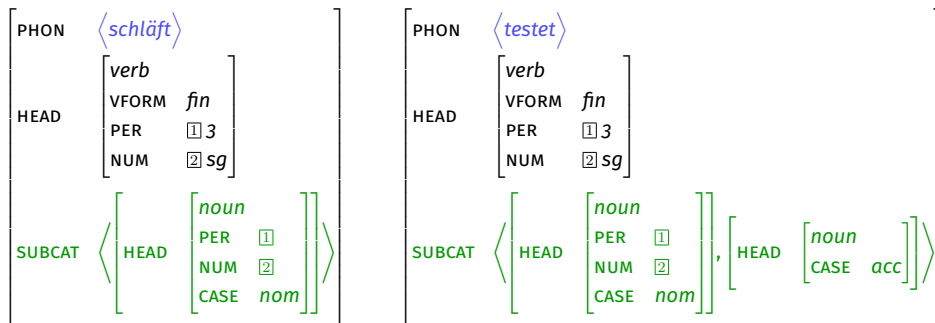 PHON ⟨schläft⟩
HEAD [verb
VFORM fin
PER 1 3
NUM 2 sg]
SUBCAT ⟨[HEAD [noun
PER 1
NUM 2
CASE nom]]⟩
PHON ⟨testet⟩
HEAD [verb
VFORM fin
PER 1 3
NUM 2 sg]
SUBCAT ⟨[HEAD [noun
PER 1
NUM 2
CASE nom]], [HEAD [noun
CASE acc]]⟩